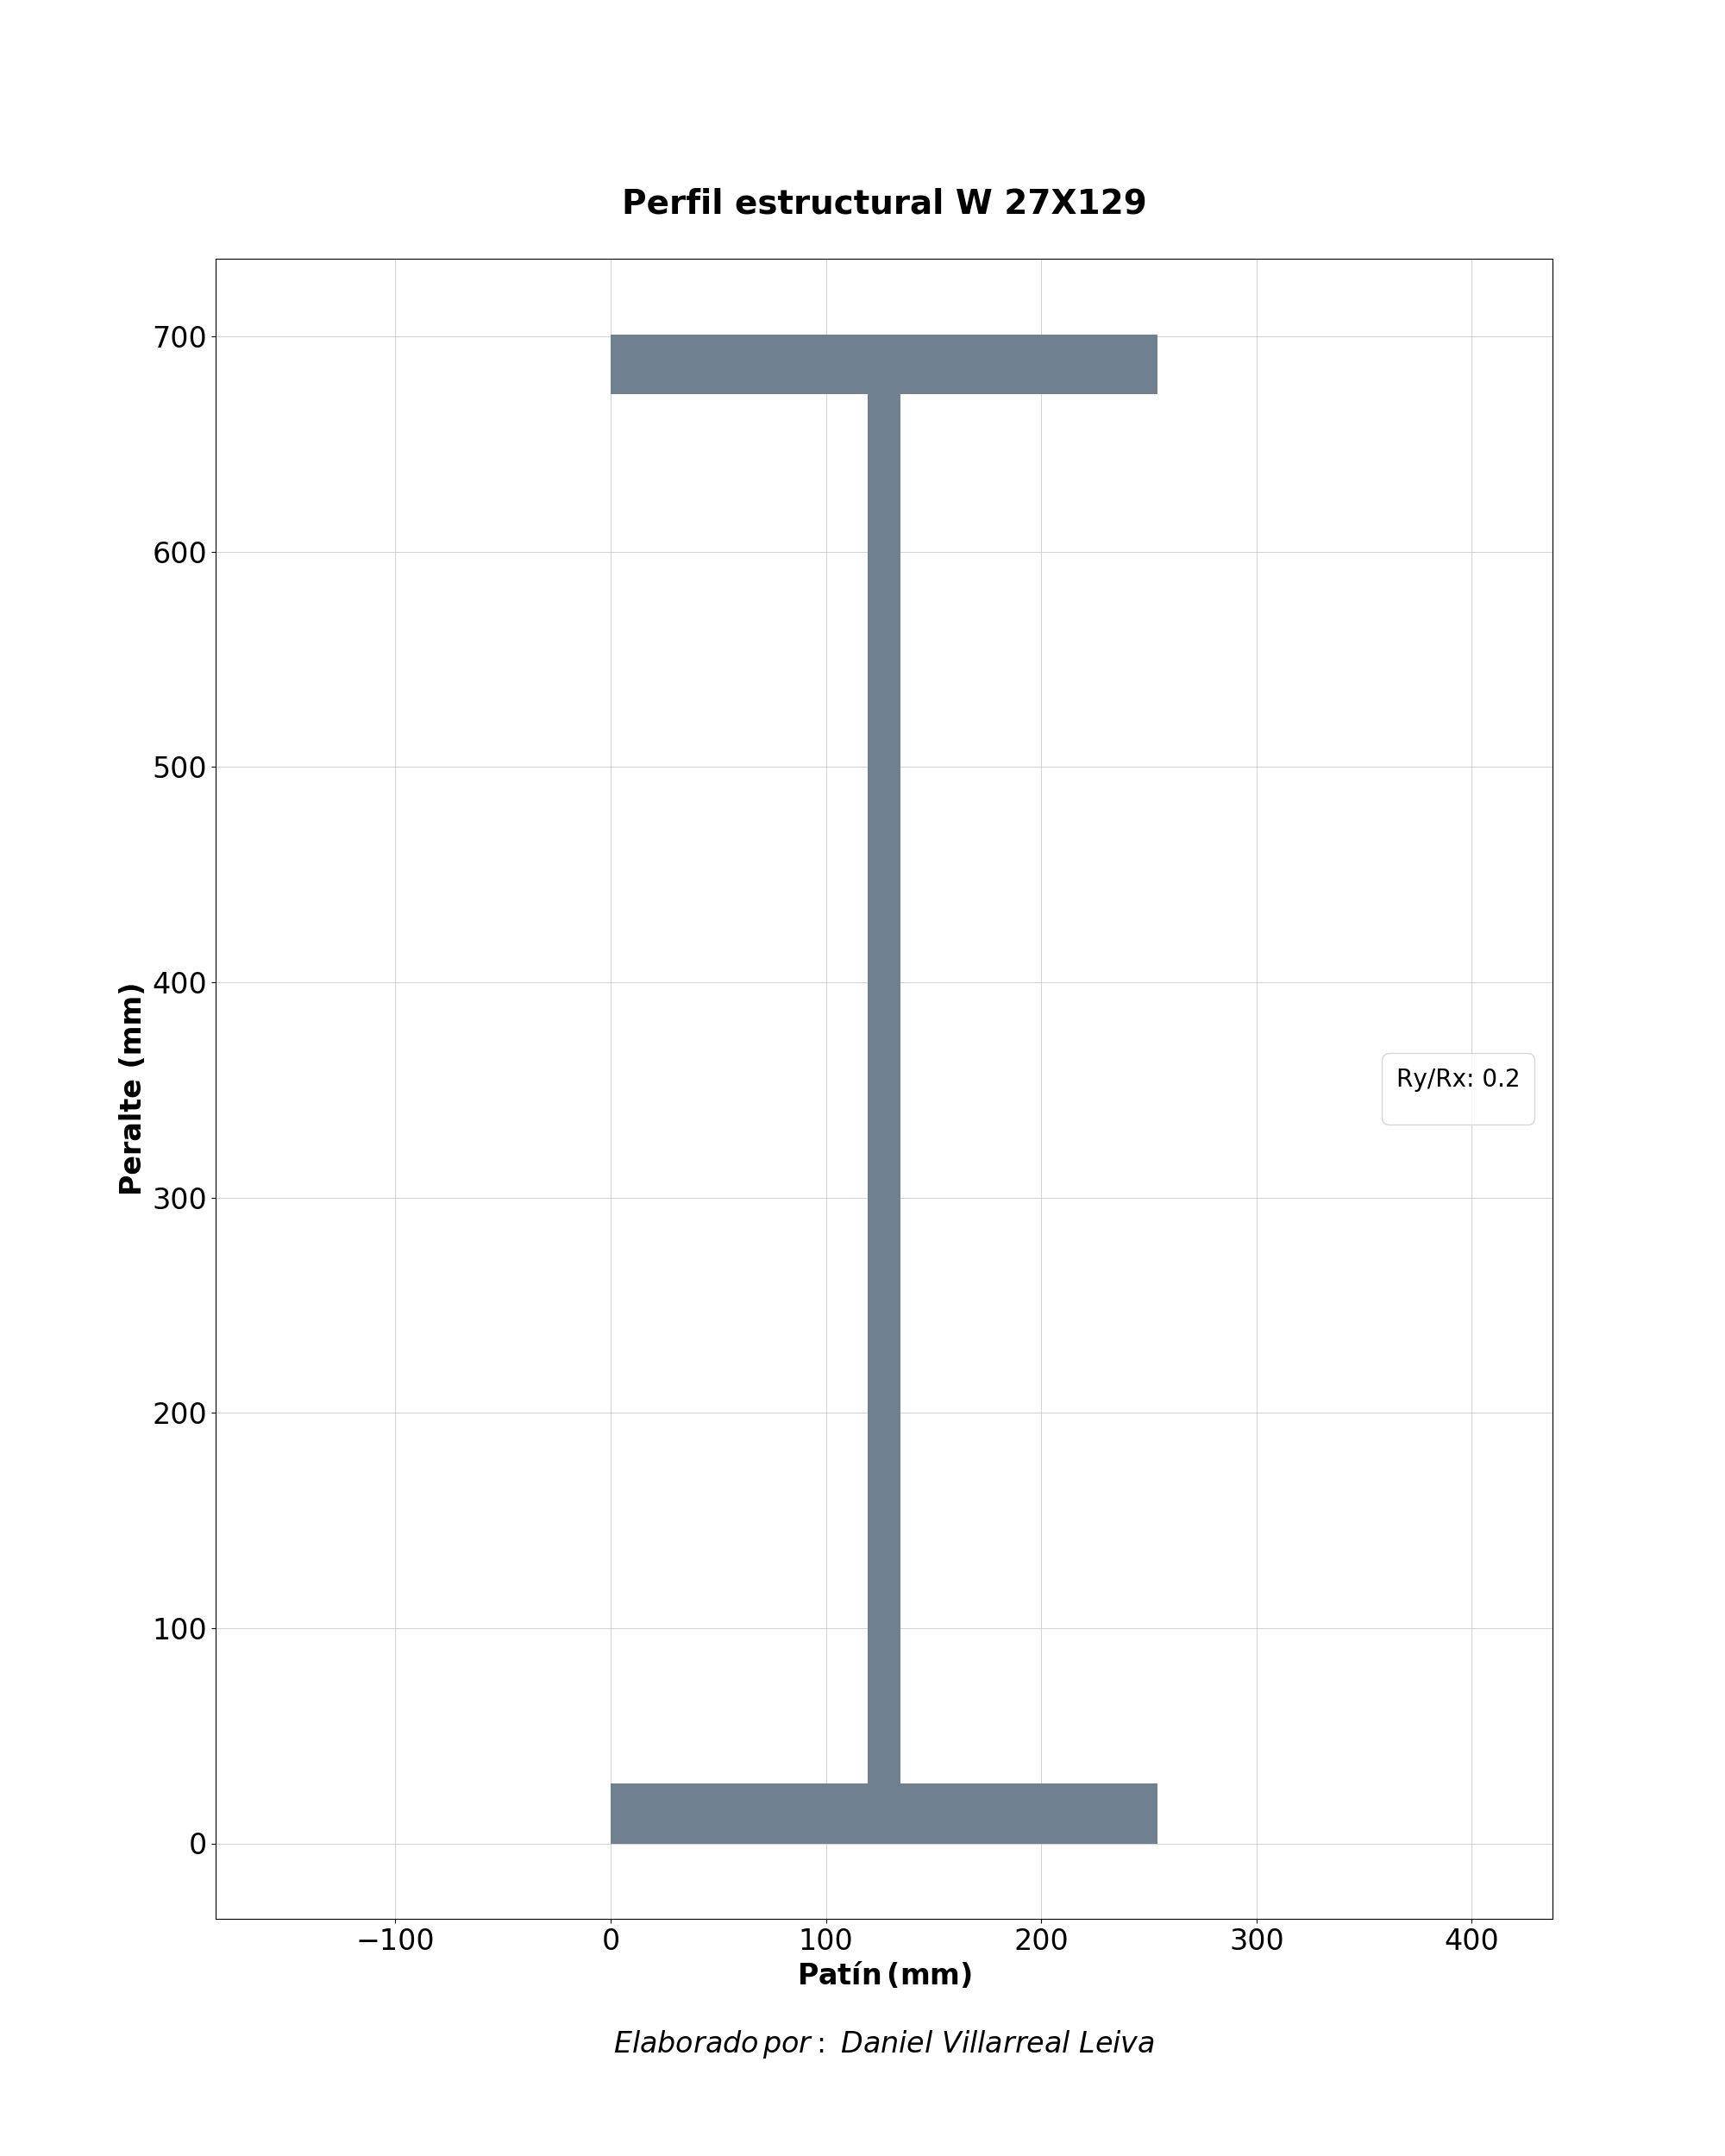 Perfil estructural W 27X129
Peralte (mm)
700
600
500
400
300
200
100
0
Ry/Rx: 0.2
−100 0 100 200 300 400
Patín (mm)
Elaborado por : Daniel Villarreal Leiva